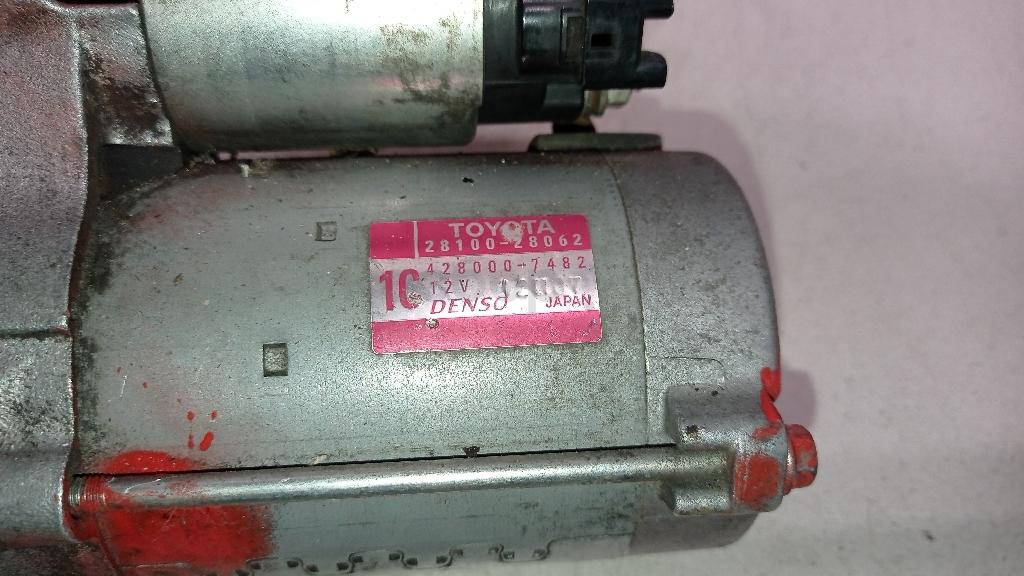 TOYOTA
28100-28062
428000-7482
1C
12V
DENSO
JAPAN